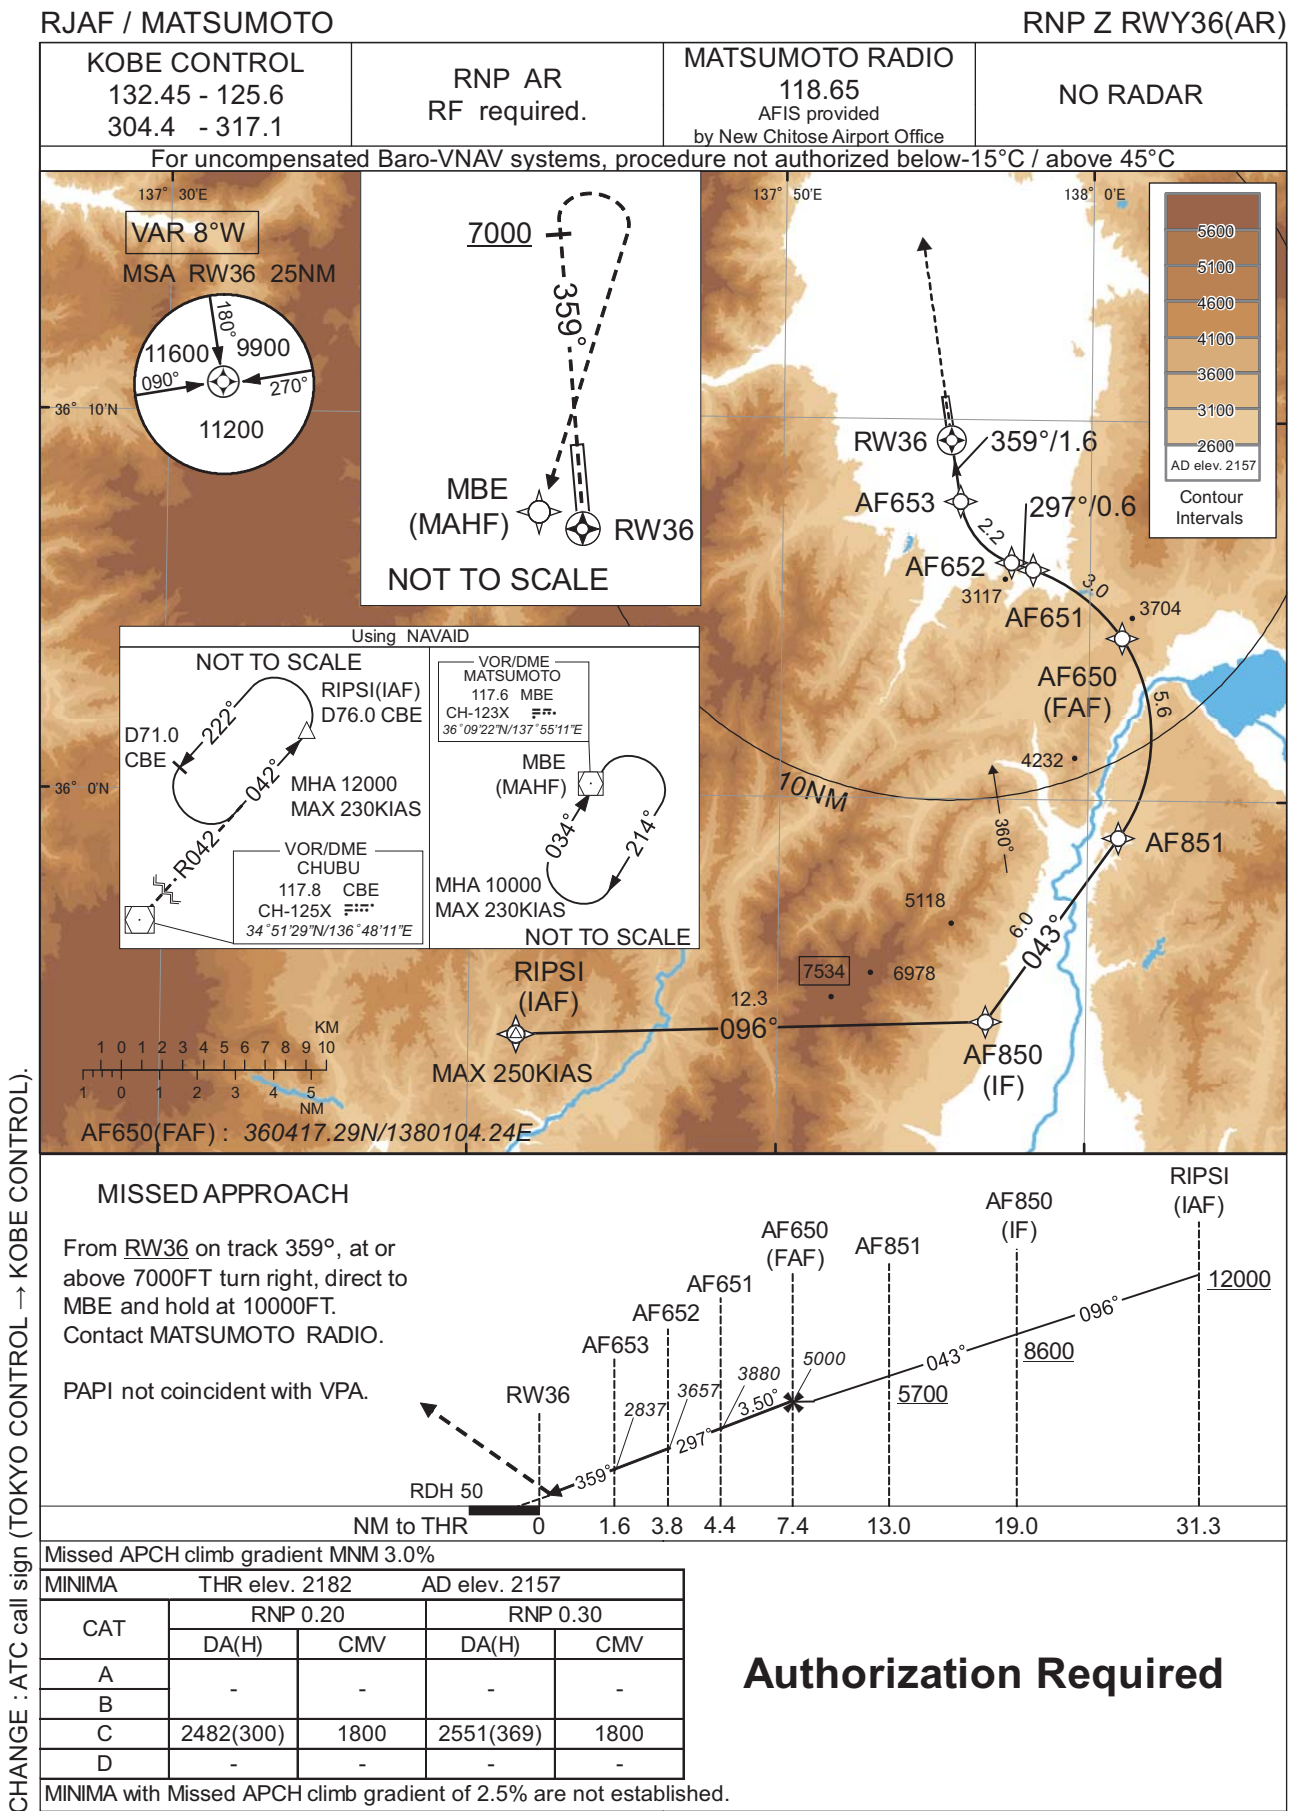 RJAF / MATSUMOTO
RNP Z RWY36(AR)
KOBE CONTROL
132.45 - 125.6
304.4 - 317.1
RNP AR
RF required.
MATSUMOTO RADIO
118.65
AFIS provided
by New Chitose Airport Office
NO RADAR
For uncompensated Baro-VNAV systems, procedure not authorized below-15°C / above 45°C
137° 30'E
137° 50'E
138° 0'E
36° 10'N
36° 0'N
VAR 8°W
MSA RW36 25NM
180°
11600
9900
090°
270°
11200
7000
359°
MBE
(MAHF)
RW36
NOT TO SCALE
5600
5100
4600
4100
3600
3100
2600
AD elev. 2157
Contour
Intervals
RW36
359°/1.6
AF653
297°/0.6
2.2
AF652
3117
3.0
AF651
3704
AF650
(FAF)
5.6
4232
10NM
360°
AF851
5118
6.0
043°
7534
6978
RIPSI
(IAF)
12.3
096°
MAX 250KIAS
AF850
(IF)
Using NAVAID
NOT TO SCALE
RIPSI(IAF)
D76.0 CBE
D71.0
CBE
222°
042°
MHA 12000
MAX 230KIAS
R042
VOR/DME
CHUBU
117.8 CBE
CH-125X
34°51'29"N/136°48'11"E
VOR/DME
MATSUMOTO
117.6 MBE
CH-123X
36°09'22"N/137°55'11"E
MBE
(MAHF)
034°
214°
MHA 10000
MAX 230KIAS
NOT TO SCALE
KM
1 0 1 2 3 4 5 6 7 8 9 10
1 0 1 2 3 4 5
NM
AF650(FAF) : 360417.29N/1380104.24E
MISSED APPROACH
From RW36 on track 359°, at or
above 7000FT turn right, direct to
MBE and hold at 10000FT.
Contact MATSUMOTO RADIO.
PAPI not coincident with VPA.
RIPSI
(IAF)
AF850
(IF)
AF650
(FAF)
AF851
AF651
AF652
AF653
RW36
12000
096°
8600
043°
5700
5000
3880
3.50°
3657
297°
2837
359°
RDH 50
NM to THR 0 1.6 3.8 4.4 7.4 13.0 19.0 31.3
Missed APCH climb gradient MNM 3.0%
MINIMA THR elev. 2182 AD elev. 2157
CAT RNP 0.20 RNP 0.30
DA(H) CMV DA(H) CMV
A
B
- - - -
C 2482(300) 1800 2551(369) 1800
D - - - -
MINIMA with Missed APCH climb gradient of 2.5% are not established.
Authorization Required
CHANGE : ATC call sign (TOKYO CONTROL → KOBE CONTROL).